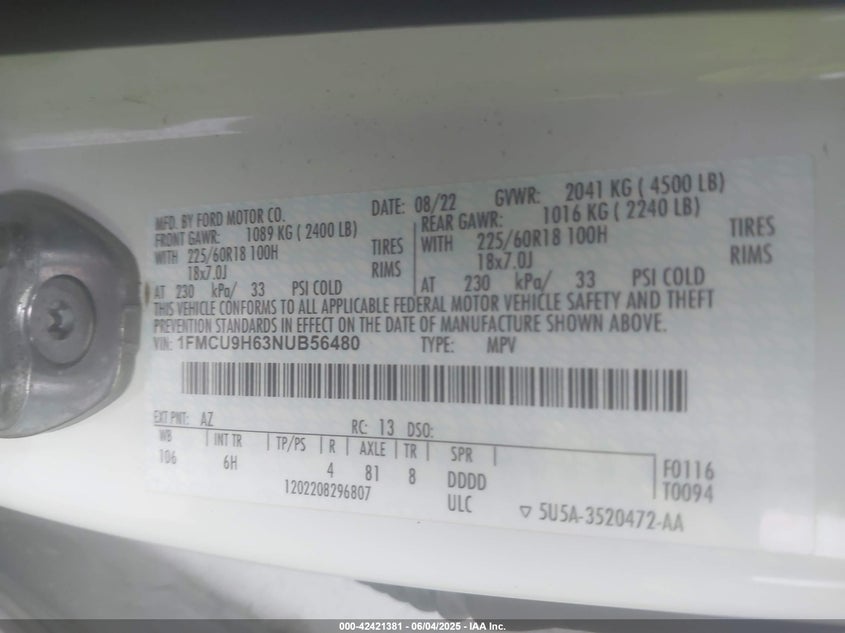 MFD. BY FORD MOTOR CO.
DATE: 08/22 GVWR: 2041 KG ( 4500 LB)
FRONT GAWR: 1089 KG ( 2400 LB)
WITH 225/60R18 100H TIRES
18x7.0J RIMS
AT 230 kPa/ 33 PSI COLD
REAR GAWR: 1016 KG ( 2240 LB)
WITH 225/60R18 100H TIRES
18x7.0J RIMS
AT 230 kPa/ 33 PSI COLD
THIS VEHICLE CONFORMS TO ALL APPLICABLE FEDERAL MOTOR VEHICLE SAFETY AND THEFT
PREVENTION STANDARDS IN EFFECT ON THE DATE OF MANUFACTURE SHOWN ABOVE.
VIN: 1FMCU9H63NUB56480 TYPE: MPV
EXT PNT: AZ RC: 13 DSO:
WB INT TR TP/PS R AXLE TR SPR
106 6H 4 81 8 DDDD F0116
1202208296807 ULC T0094
▽ 5U5A-3520472-AA
000-42421381 - 06/04/2025 - IAA Inc.